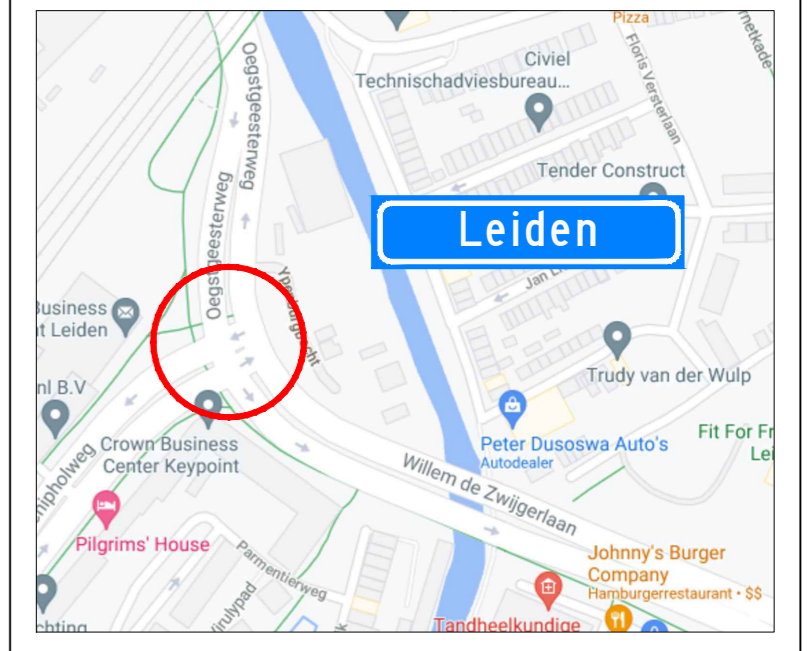 Pizza
Civiel
Technischadviesbureau...
Floris Versterlaan
Oegstgeesterweg
Tender Construct
Oegstgeesterweg
Leiden
Business
t Leiden
Trudy van der Wulp
nl B.V
Crown Business
Center Keypoint
Peter Dusoswa Auto's
Autodealer
Fit For Fr
Lei
Willem de Zwijgerlaan
Pilgrims' House
Parmentierweg
Johnny's Burger
Company
Hamburgerrestaurant • $$
Tandheelkundige